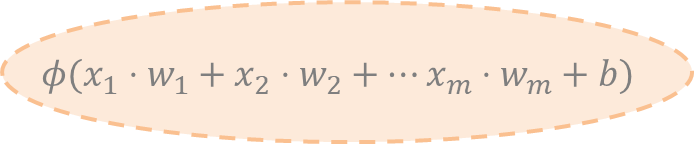 ϕ(x₁ · w₁ + x₂ · w₂ + ⋯ xₘ · wₘ + b)